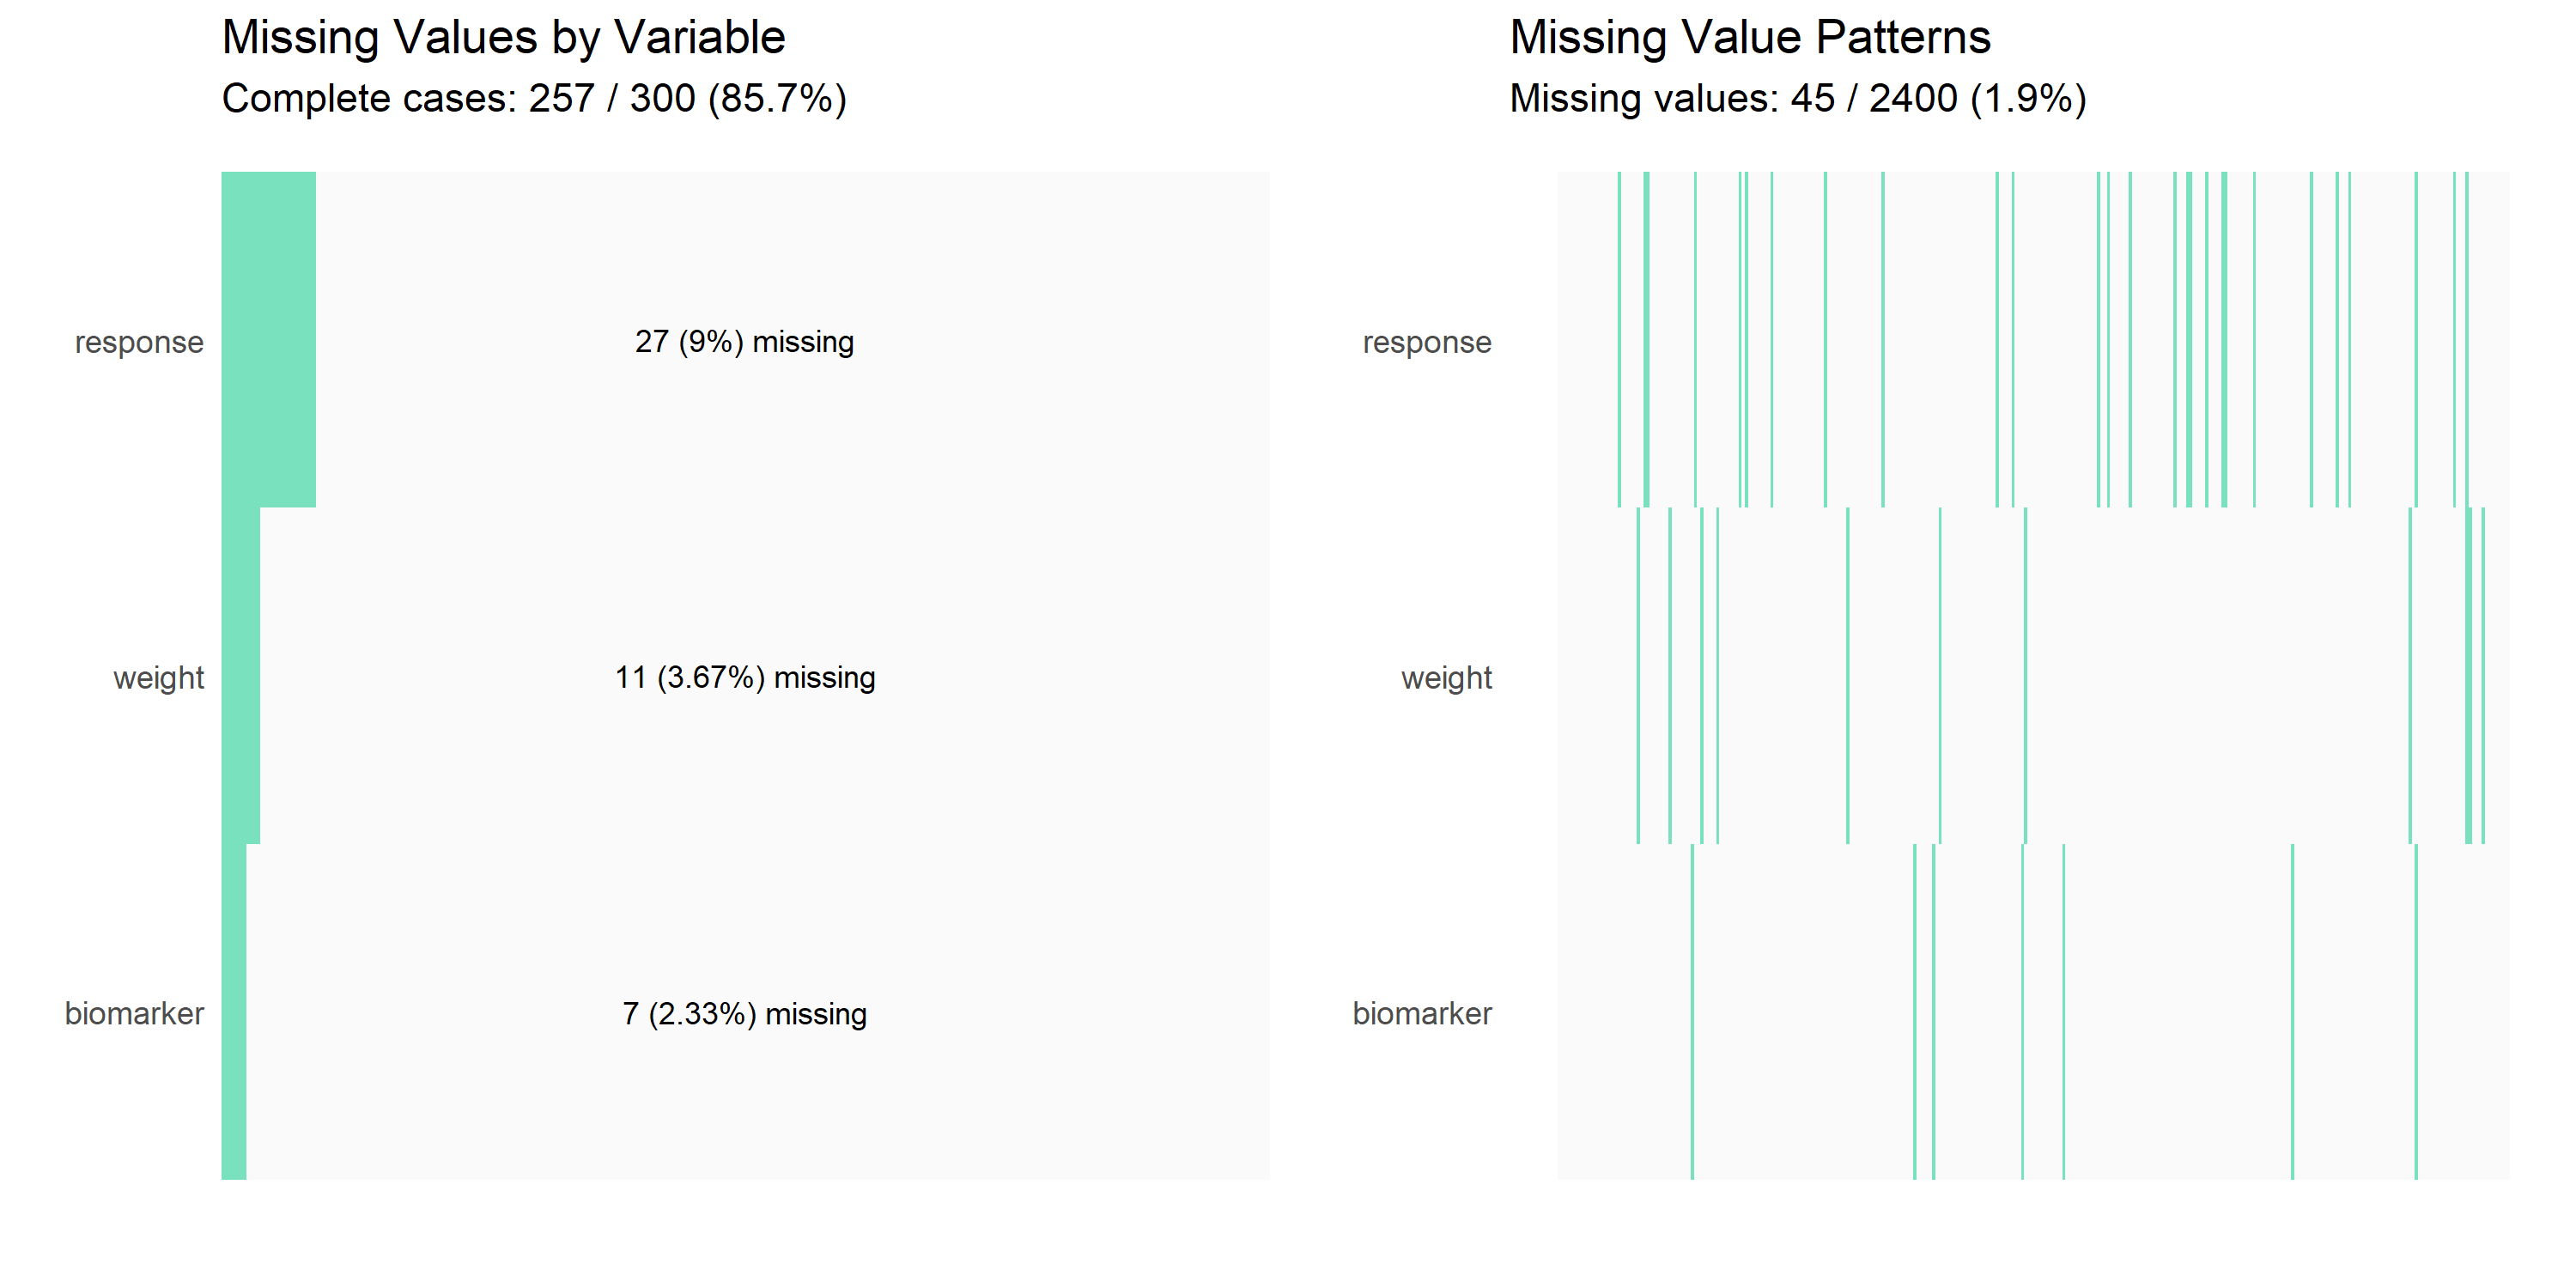 Missing Values by Variable
Complete cases: 257 / 300 (85.7%)
response
27 (9%) missing
weight
11 (3.67%) missing
biomarker
7 (2.33%) missing
Missing Value Patterns
Missing values: 45 / 2400 (1.9%)
response
weight
biomarker